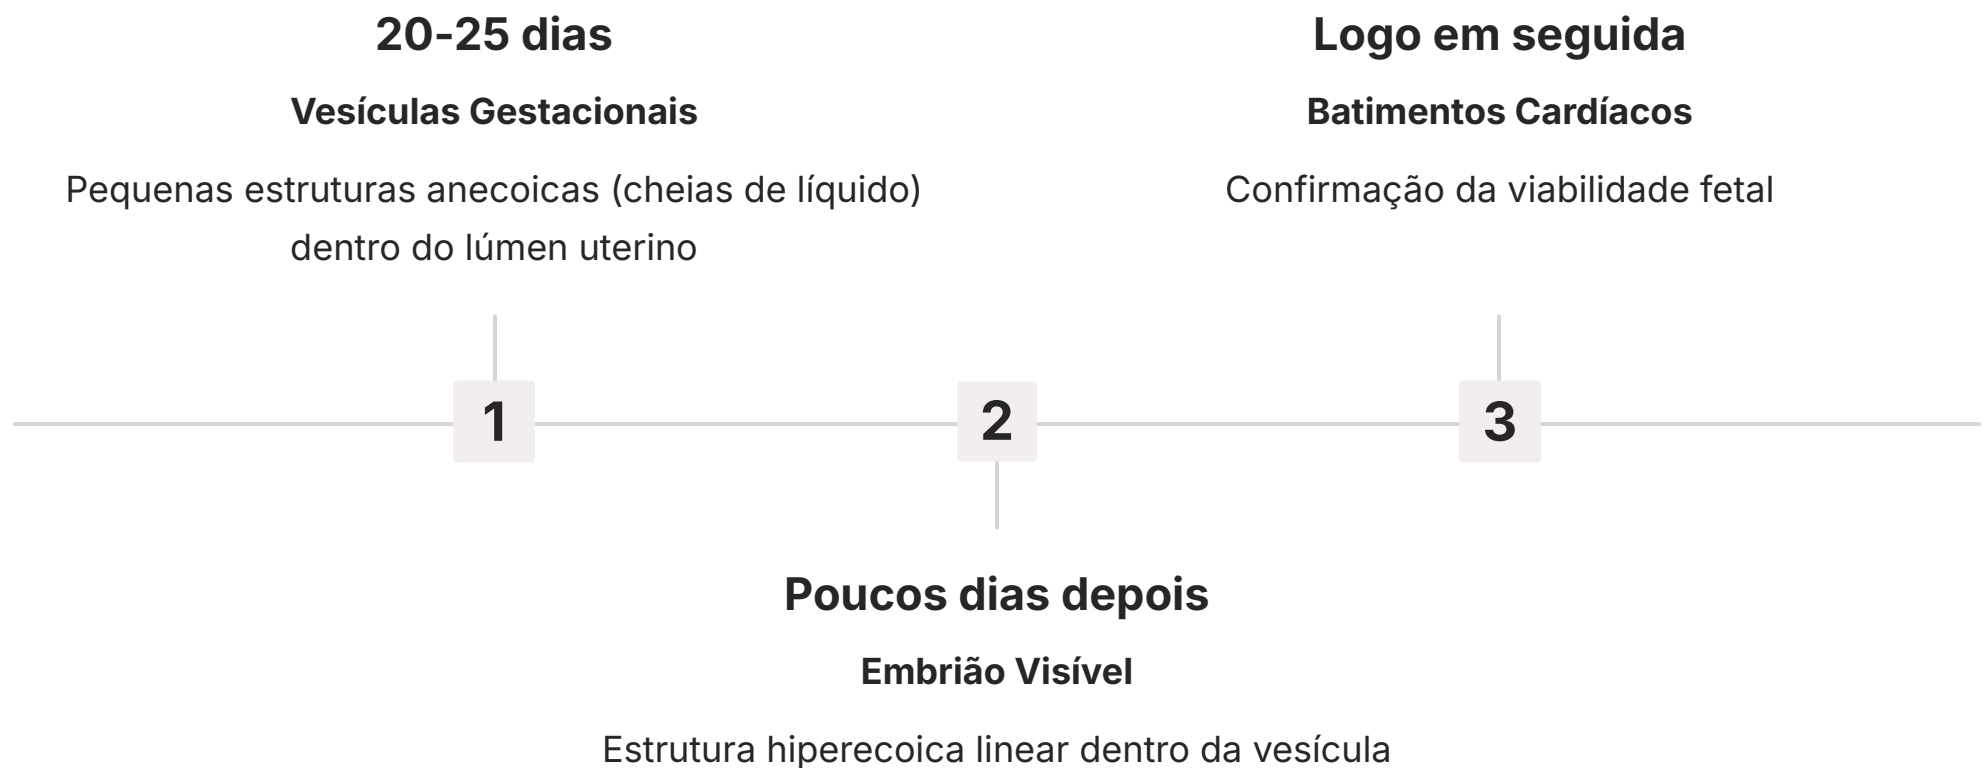 20-25 dias
Vesículas Gestacionais
Pequenas estruturas anecoicas (cheias de líquido)
dentro do lúmen uterino
Logo em seguida
Batimentos Cardíacos
Confirmação da viabilidade fetal
1
2
3
Poucos dias depois
Embrião Visível
Estrutura hiperecoica linear dentro da vesícula